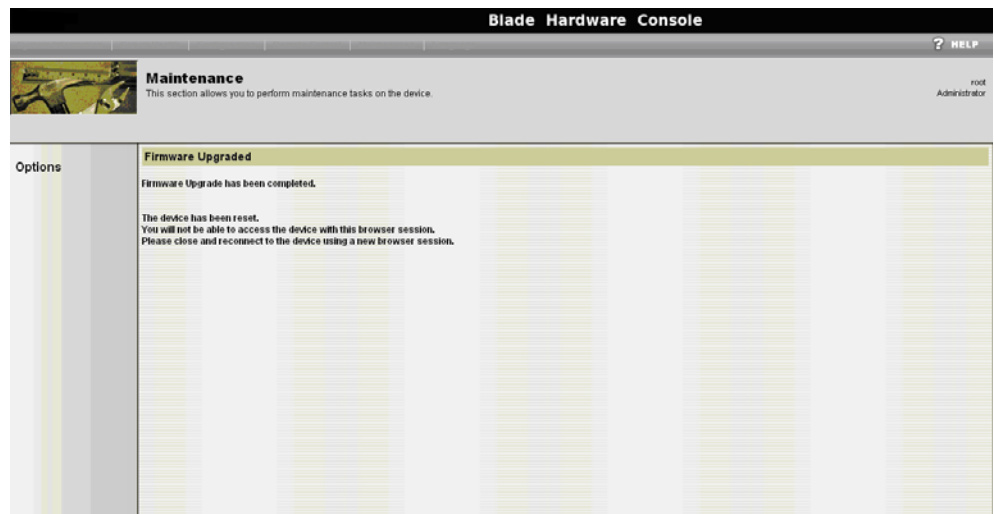 Blade Hardware Console
? HELP
Maintenance
This section allows you to perform maintenance tasks on the device.
root
Administrator
Options
Firmware Upgraded
Firmware Upgrade has been completed.
The device has been reset.
You will not be able to access the device with this browser session.
Please close and reconnect to the device using a new browser session.